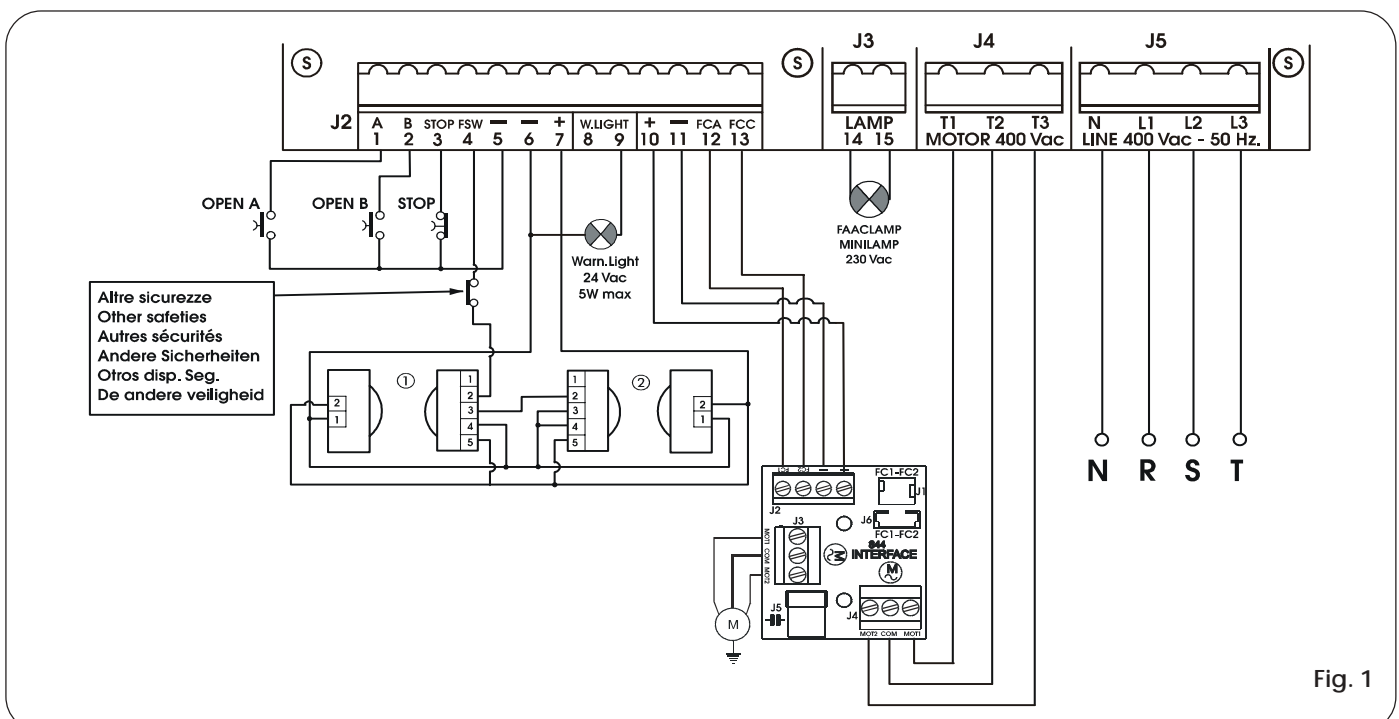 J3 J4 J5
S S S
J2
A B STOP FSW — — + W.LIGHT + — FCA FCC
1 2 3 4 5 6 7 8 9 10 11 12 13
LAMP
14 15
T1 T2 T3
MOTOR 400 Vac
N L1 L2 L3
LINE 400 Vac - 50 Hz.
OPEN A OPEN B STOP
Warn.Light
24 Vac
5W max
FAACLAMP
MINILAMP
230 Vac
Altre sicurezze
Other safeties
Autres sécurités
Andere Sicherheiten
Otros disp. Seg.
De andere veiligheid
2
1
①
1
2
3
4
5
1
2
3
4
5
②
2
1
N R S T
FC1 FC2 — +
J2
FC1-FC2
J1
J6
FC1-FC2
J3
MOT1 COM MOT2
844
INTERFACE
M
M
J5
J4
MOT2 COM MOT1
M
Fig. 1